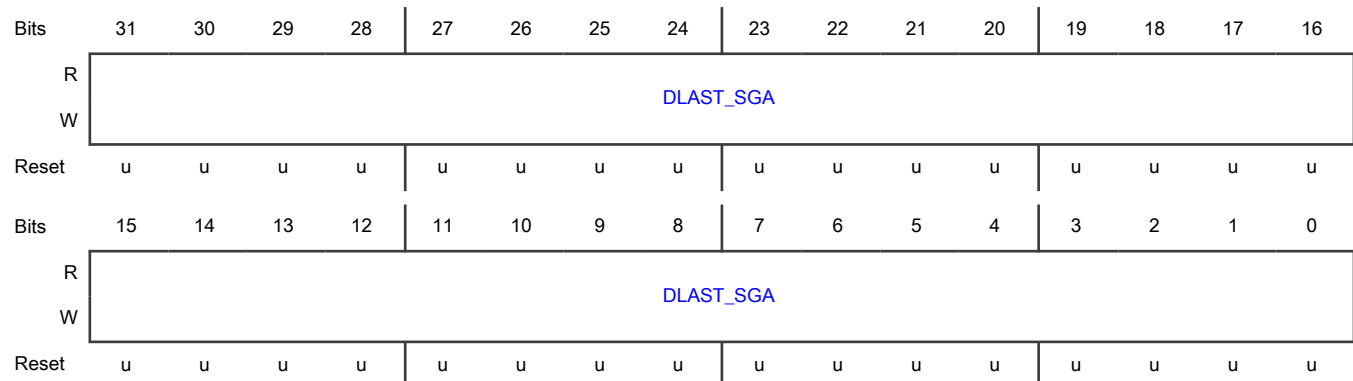 Bits 31 30 29 28 27 26 25 24 23 22 21 20 19 18 17 16
R
DLAST_SGA
W
Reset u u u u u u u u u u u u u u u u
Bits 15 14 13 12 11 10 9 8 7 6 5 4 3 2 1 0
R
DLAST_SGA
W
Reset u u u u u u u u u u u u u u u u